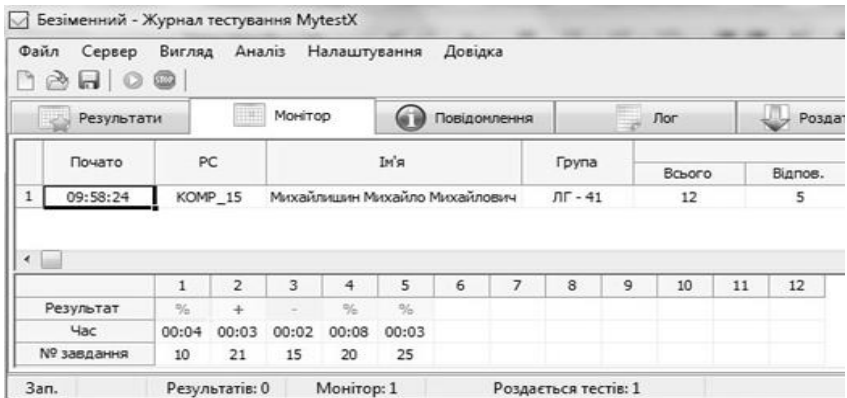 Безіменний - Журнал тестування MytestX
Файл Сервер Вигляд Аналіз Налаштування Довідка
STOP
Результати Монітор Повідомлення Лог Роздат
Почато PC Ім'я Група Всього Відпов.
1 09:58:24 KOMP_15 Михайлишин Михайло Михайлович ЛГ - 41 12 5
1 2 3 4 5 6 7 8 9 10 11 12
Результат % + - % %
Час 00:04 00:03 00:02 00:08 00:03
№ завдання 10 21 15 20 25
Зап. Результатів: 0 Монітор: 1 Роздається тестів: 1